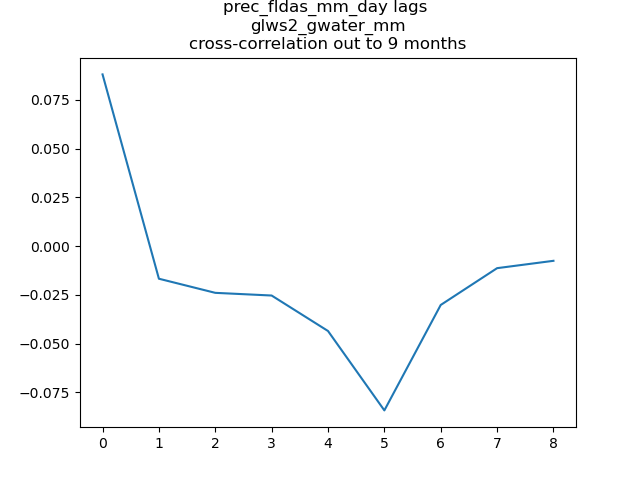 prec_fldas_mm_day lags
glws2_gwater_mm
cross-correlation out to 9 months
0.075
0.050
0.025
0.000
−0.025
−0.050
−0.075
0 1 2 3 4 5 6 7 8